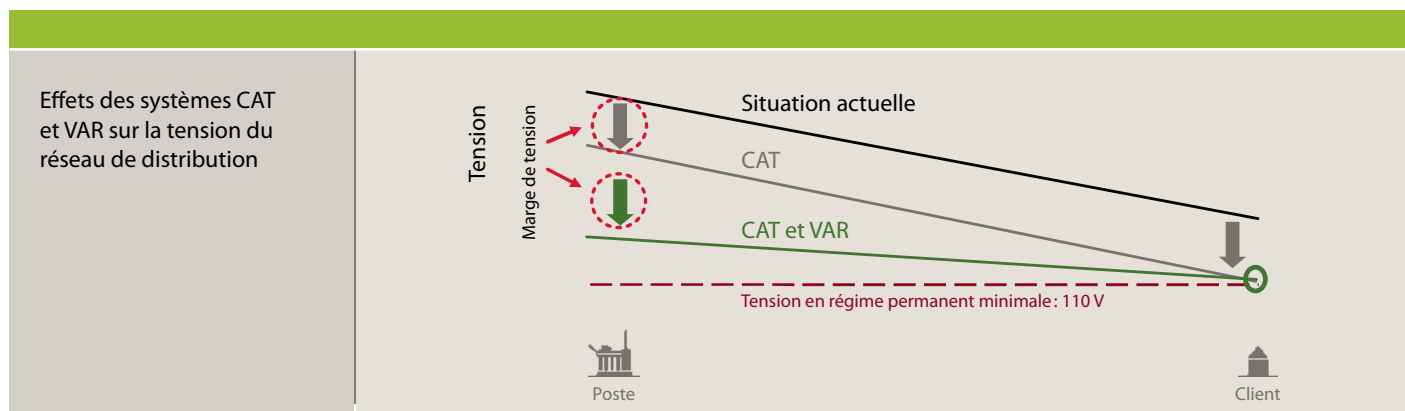 Effets des systèmes CAT
et VAR sur la tension du
réseau de distribution
Tension
Marge de tension
Situation actuelle
CAT
CAT et VAR
Tension en régime permanent minimale : 110 V
Poste
Client